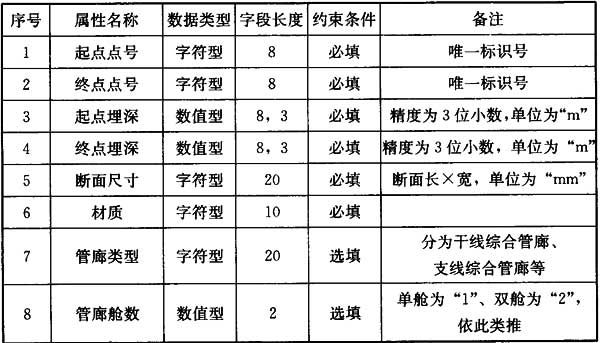 序号 属性名称 数据类型 字段长度 约束条件 备注
1 起点点号 字符型 8 必填 唯一标识号
2 终点点号 字符型 8 必填 唯一标识号
3 起点埋深 数值型 8，3 必填 精度为3位小数,单位为“m”
4 终点埋深 数值型 8，3 必填 精度为3位小数，单位为“m”
5 断面尺寸 字符型 20 必填 断面长×宽，单位为“mm”
6 材质 字符型 10 必填
7 管廊类型 字符型 20 选填 分为干线综合管廊、
支线综合管廊等
8 管廊舱数 数值型 2 选填 单舱为“1”、双舱为“2”，
依此类推